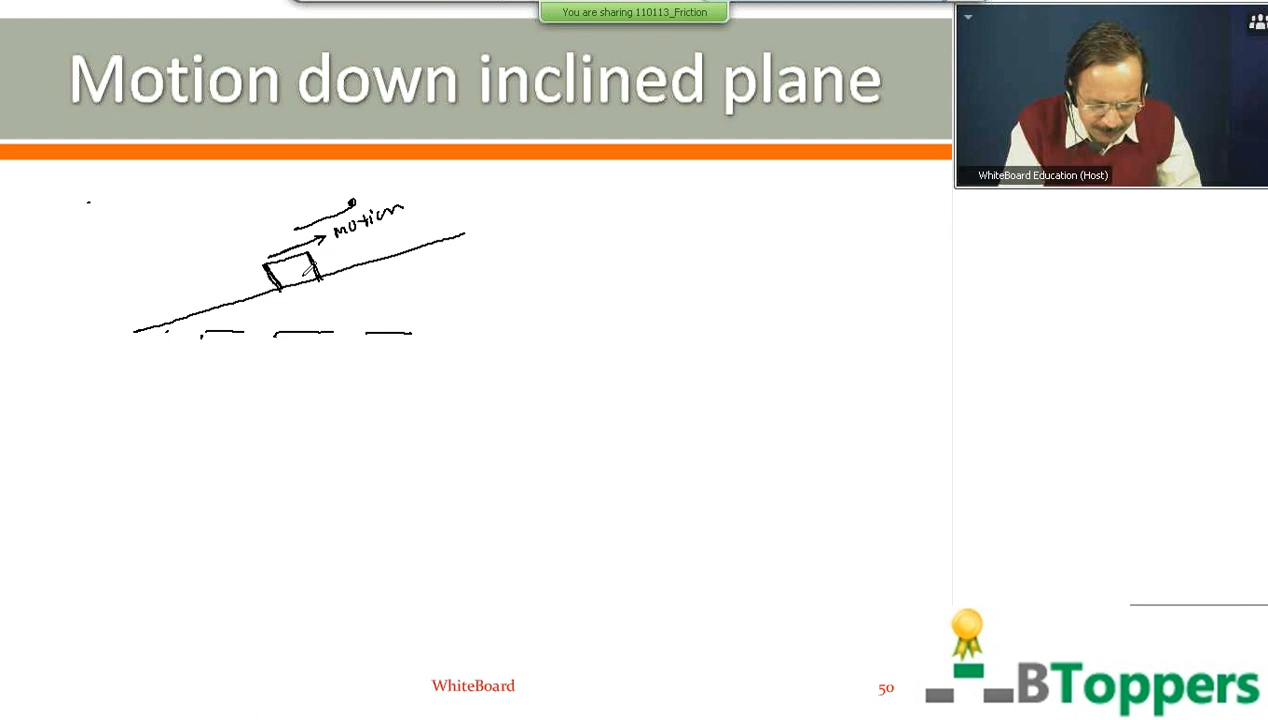 You are sharing 110113_Friction
Motion down inclined plane
WhiteBoard Education (Host)
Motion
WhiteBoard
50
BToppers